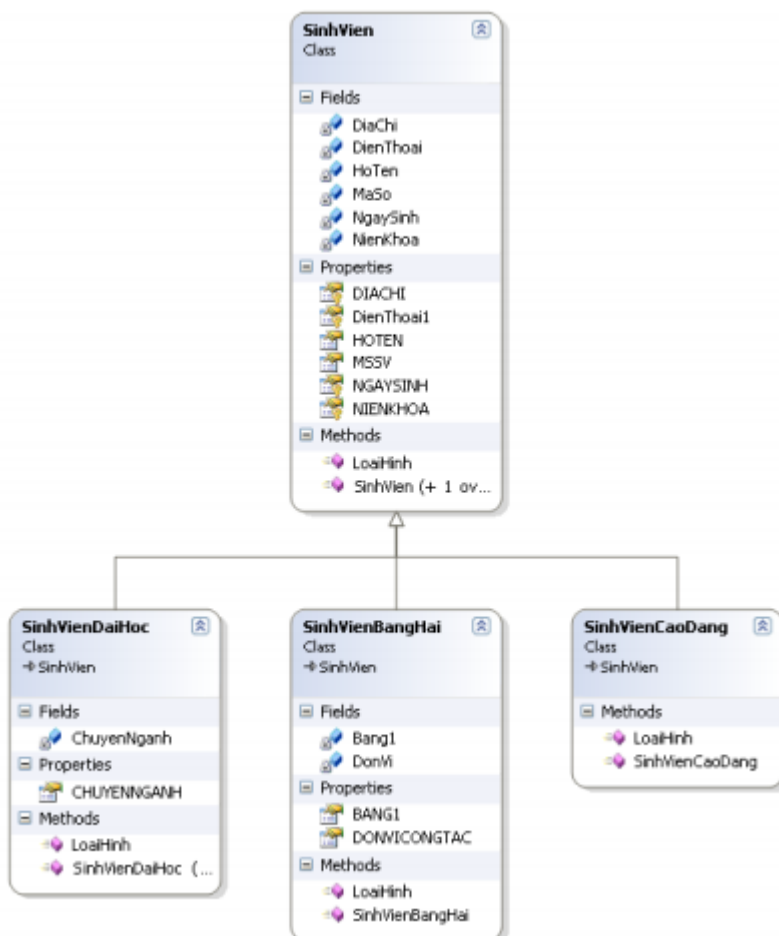 SinhVien
Class
Fields
DiaChi
DienThoai
HoTen
MaSo
NgaySinh
NienKhoa
Properties
DIACHI
DienThoai1
HOTEN
MSSV
NGAYSINH
NIENKHOA
Methods
LoaiHinh
SinhVien (+ 1 ov...
SinhVienDaiHoc
Class
SinhVien
Fields
ChuyenNganh
Properties
CHUYENNGANH
Methods
LoaiHinh
SinhVienDaiHoc (...
SinhVienBangHai
Class
SinhVien
Fields
Bang1
DonVi
Properties
BANG1
DONVICONGTAC
Methods
LoaiHinh
SinhVienBangHai
SinhVienCaoDang
Class
SinhVien
Methods
LoaiHinh
SinhVienCaoDang